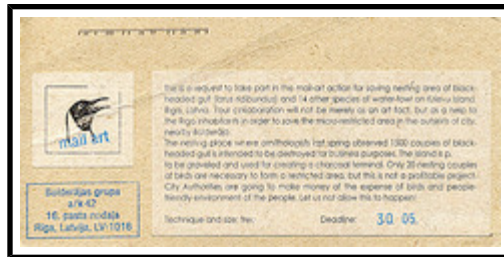 mail art
Bolderājas grupa
a/k 42
16. pasta nodaļa
Rīga, Latvija, LV-1016
This is a request to take part in the mail-art action for saving nesting area of black-
headed gull (larus ridibundus) and 14 other species of water-fowl on island,
Riga, Latvia. Your collaboration will not be merely as an art fact, but as a help to
the Riga inhabitants in order to save the micro-restricted area in the outskirts of city,
nearby Bolderāja.
The nesting place where ornithologists last spring observed 1300 couples of black-
headed gull is intended to be destroyed for business purposes. The island is p.
to be graveled and used for creating a charcoal terminal. Only 20 nesting couples
of birds are necessary to form a restricted area, but this is not a profitable project.
City Authorities are going to make money at the expense of birds and people
friendly environment of the people. Let us not allow this to happen!
Technique and size: free.
Deadline: 30. 05.